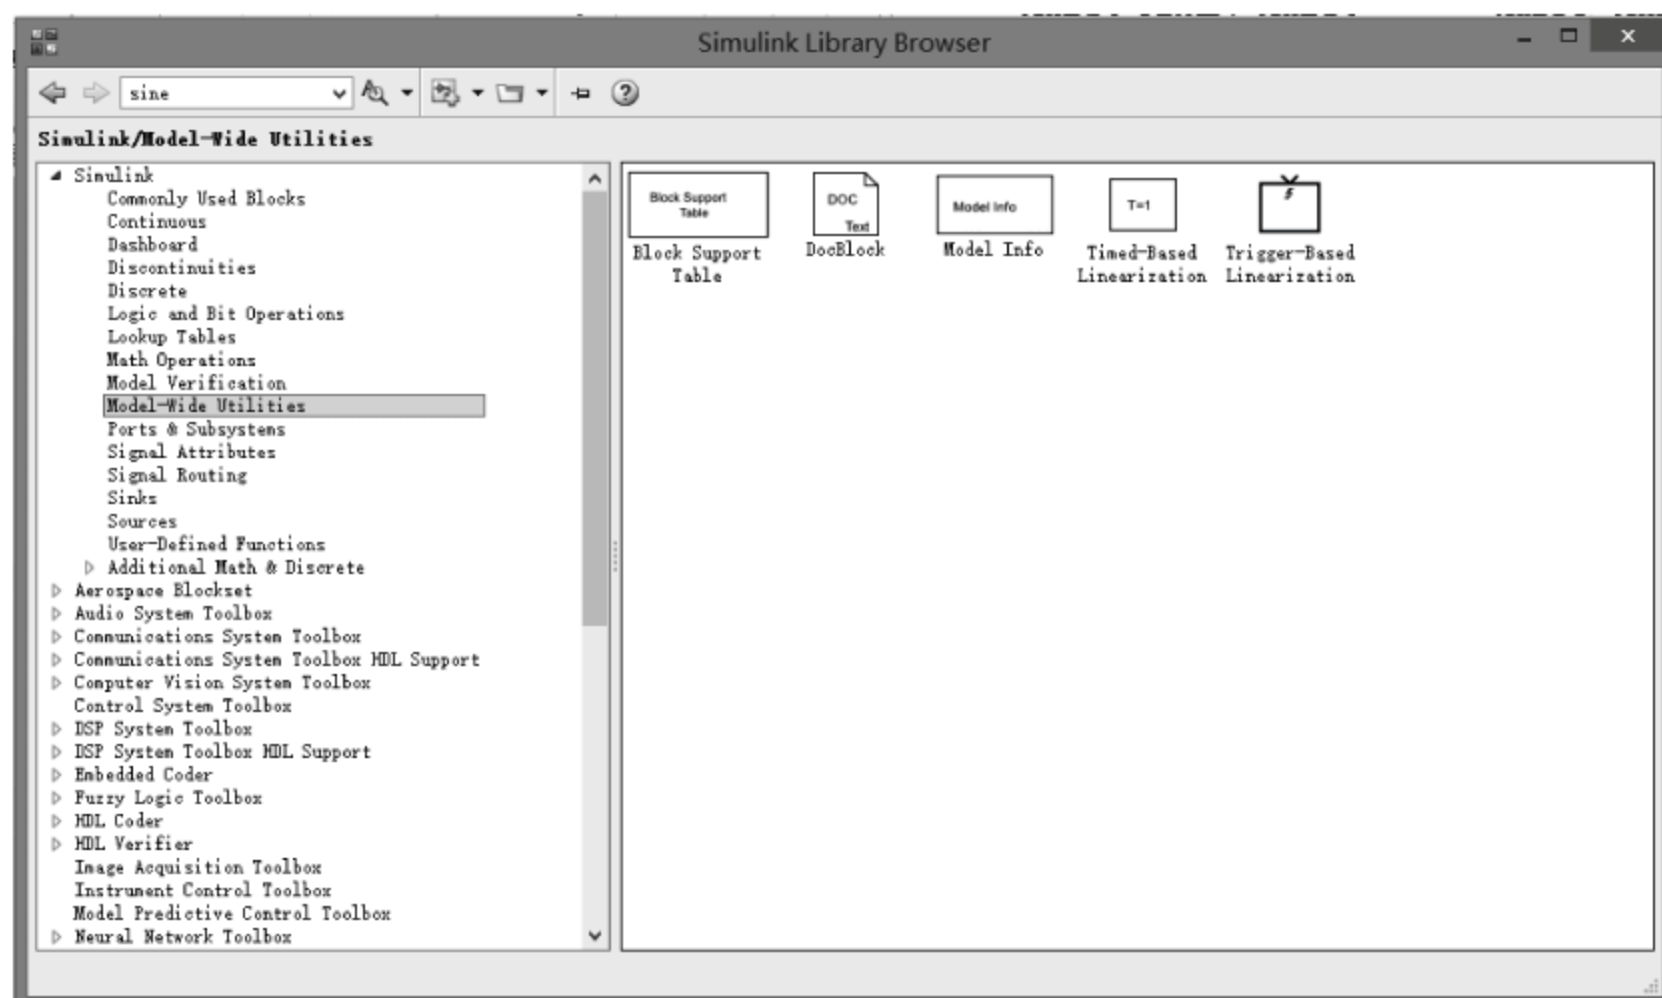 Simulink Library Browser
sine
Simulink/Model-Wide Utilities
Simulink
Commonly Used Blocks
Continuous
Dashboard
Discontinuities
Discrete
Logic and Bit Operations
Lookup Tables
Math Operations
Model Verification
Model-Wide Utilities
Ports & Subsystems
Signal Attributes
Signal Routing
Sinks
Sources
User-Defined Functions
Additional Math & Discrete
Aerospace Blockset
Audio System Toolbox
Communications System Toolbox
Communications System Toolbox HDL Support
Computer Vision System Toolbox
Control System Toolbox
DSP System Toolbox
DSP System Toolbox HDL Support
Embedded Coder
Fuzzy Logic Toolbox
HDL Coder
HDL Verifier
Image Acquisition Toolbox
Instrument Control Toolbox
Model Predictive Control Toolbox
Neural Network Toolbox
Block Support
Table
Block Support
Table
DOC
Text
DocBlock
Model Info
Model Info
T=1
Timed-Based
Linearization
Trigger-Based
Linearization